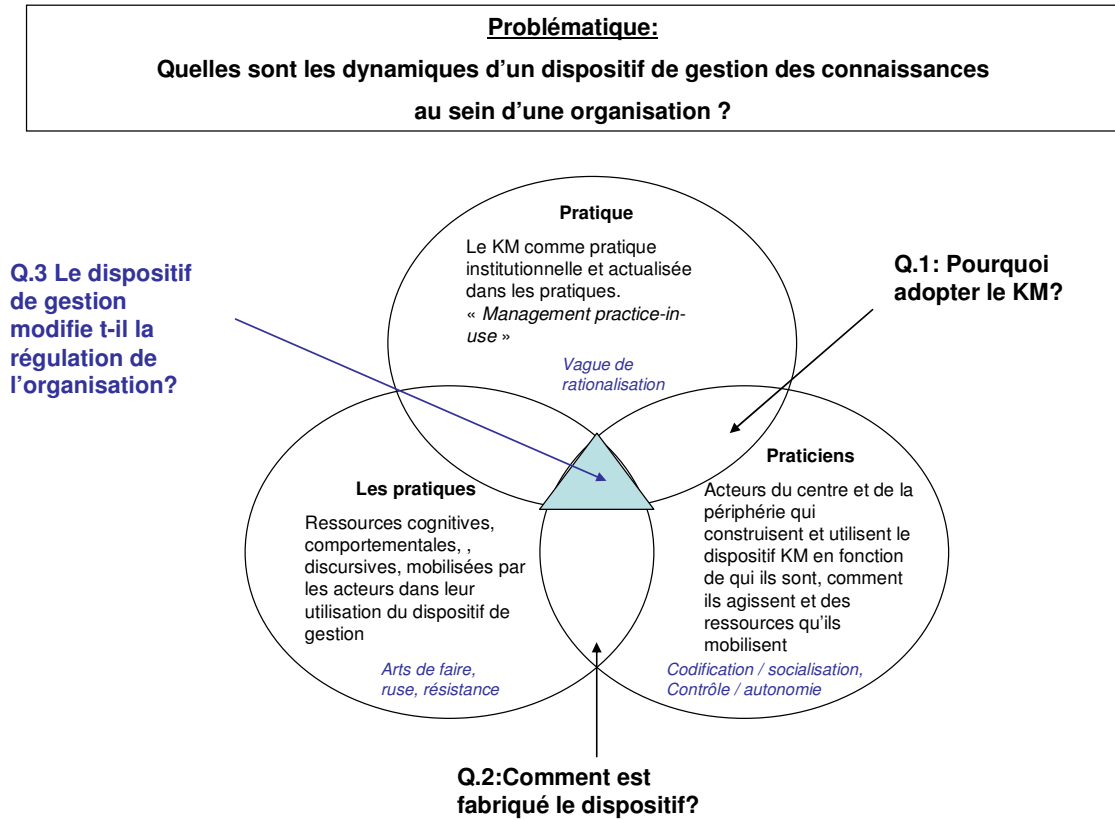 Problématique:
Quelles sont les dynamiques d’un dispositif de gestion des connaissances
au sein d’une organisation ?
Pratique
Le KM comme pratique
institutionnelle et actualisée
dans les pratiques.
« Management practice-in-
use »
Vague de
rationalisation
Q.3 Le dispositif
de gestion
modifie t-il la
régulation de
l’organisation?
Q.1: Pourquoi
adopter le KM?
Les pratiques
Ressources cognitives,
comportementales, ,
discursives, mobilisées par
les acteurs dans leur
utilisation du dispositif de
gestion
Arts de faire,
ruse, résistance
Praticiens
Acteurs du centre et de la
périphérie qui
construisent et utilisent le
dispositif KM en fonction
de qui ils sont, comment
ils agissent et des
ressources qu’ils
mobilisent
Codification / socialisation,
Contrôle / autonomie
Q.2:Comment est
fabriqué le dispositif?